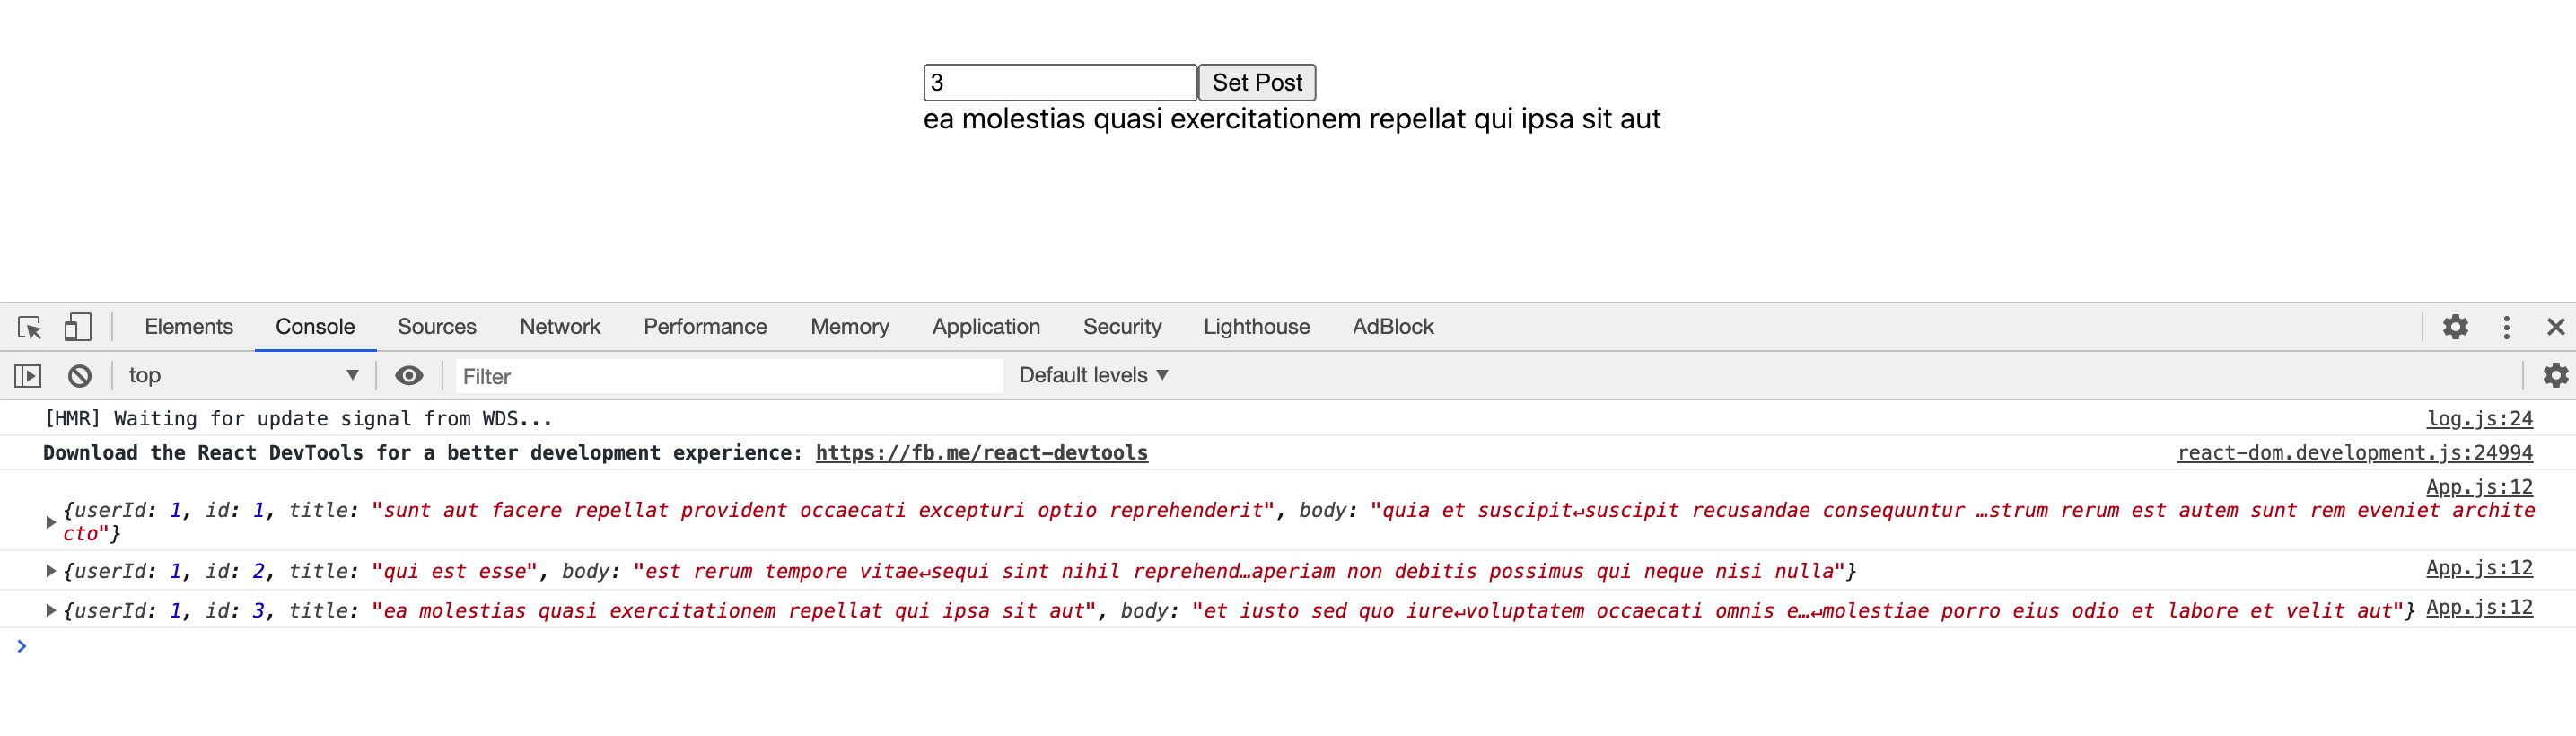 3 Set Post
ea molestias quasi exercitationem repellat qui ipsa sit aut
Elements Console Sources Network Performance Memory Application Security Lighthouse AdBlock
top Filter Default levels
[HMR] Waiting for update signal from WDS... log.js:24
Download the React DevTools for a better development experience: https://fb.me/react-devtools react-dom.development.js:24994
App.js:12
{userId: 1, id: 1, title: "sunt aut facere repellat provident occaecati excepturi optio reprehenderit", body: "quia et suscipit↵suscipit recusandae consequuntur …strum rerum est autem sunt rem eveniet archite
cto"}
{userId: 1, id: 2, title: "qui est esse", body: "est rerum tempore vitae↵sequi sint nihil reprehend…aperiam non debitis possimus qui neque nisi nulla"} App.js:12
{userId: 1, id: 3, title: "ea molestias quasi exercitationem repellat qui ipsa sit aut", body: "et iusto sed quo iure↵voluptatem occaecati omnis e…↵molestiae porro eius odio et labore et velit aut"} App.js:12